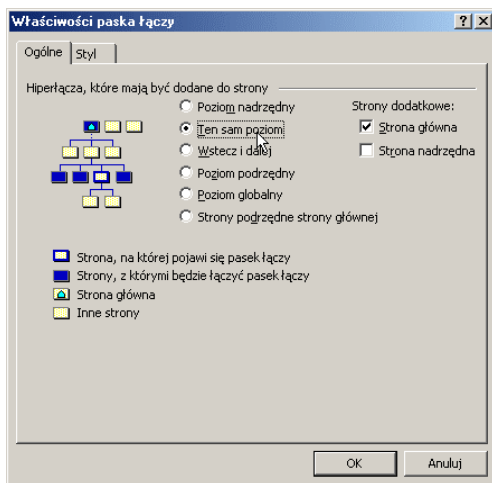 Właściwości paska łączy
Ogólne Styl
Hiperłącza, które mają być dodane do strony
Poziom nadrzędny
Ten sam poziom
Wstecz i dalej
Poziom podrzędny
Poziom globalny
Strony podrzędne strony głównej
Strony dodatkowe:
Strona główna
Strona nadrzędna
Strona, na której pojawi się pasek łączy
Strony, z którymi będzie łączyć pasek łączy
Strona główna
Inne strony
OK Anuluj